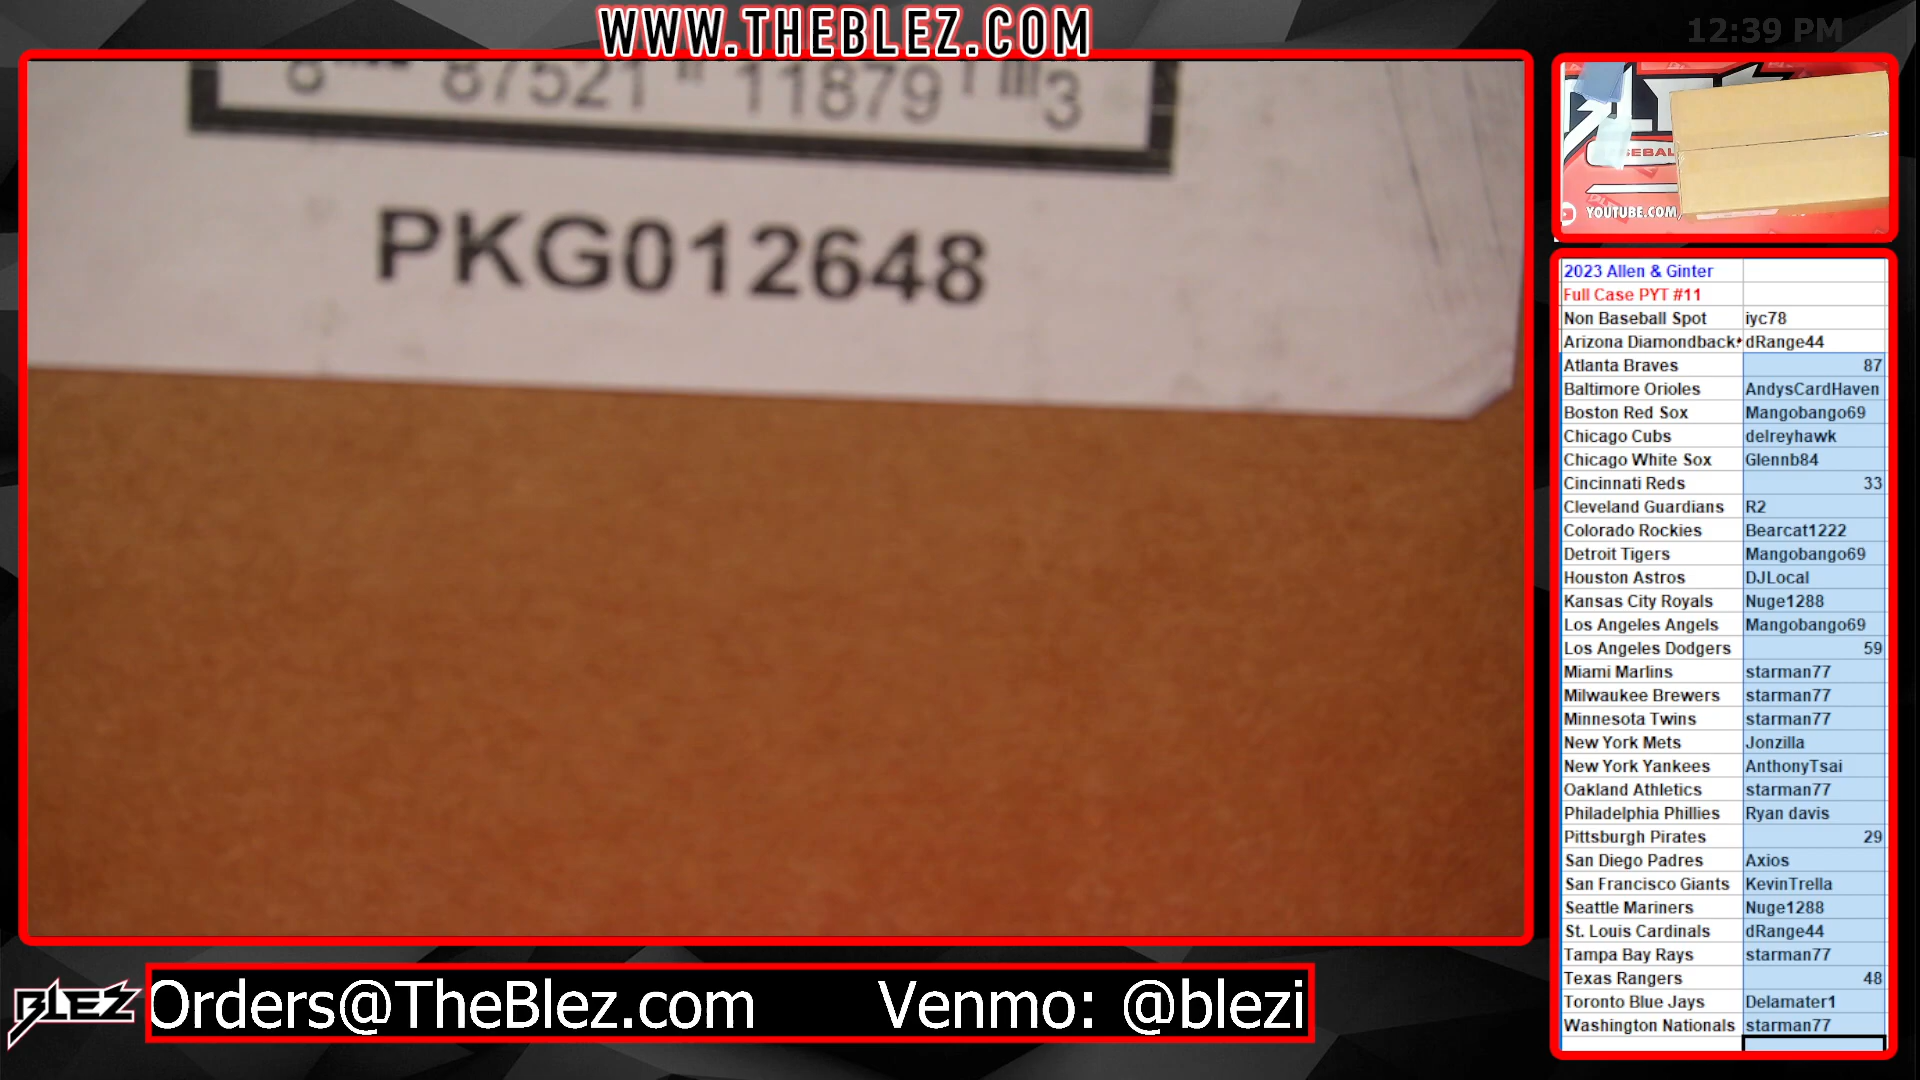 WWW.THEBLEZ.COM
12:39 PM
87521 11879 3
PKG012648
YOUTUBE.COM/
2023 Allen & Ginter
Full Case PYT #11
Non Baseball Spot iyc78
Arizona Diamondback dRange44
Atlanta Braves 87
Baltimore Orioles AndysCardHaven
Boston Red Sox Mangobango69
Chicago Cubs delreyhawk
Chicago White Sox Glennb84
Cincinnati Reds 33
Cleveland Guardians R2
Colorado Rockies Bearcat1222
Detroit Tigers Mangobango69
Houston Astros DJLocal
Kansas City Royals Nuge1288
Los Angeles Angels Mangobango69
Los Angeles Dodgers 59
Miami Marlins starman77
Milwaukee Brewers starman77
Minnesota Twins starman77
New York Mets Jonzilla
New York Yankees AnthonyTsai
Oakland Athletics starman77
Philadelphia Phillies Ryan davis
Pittsburgh Pirates 29
San Diego Padres Axios
San Francisco Giants KevinTrella
Seattle Mariners Nuge1288
St. Louis Cardinals dRange44
Tampa Bay Rays starman77
Texas Rangers 48
Toronto Blue Jays Delamater1
Washington Nationals starman77
BLEZ
Orders@TheBlez.com Venmo: @blezi